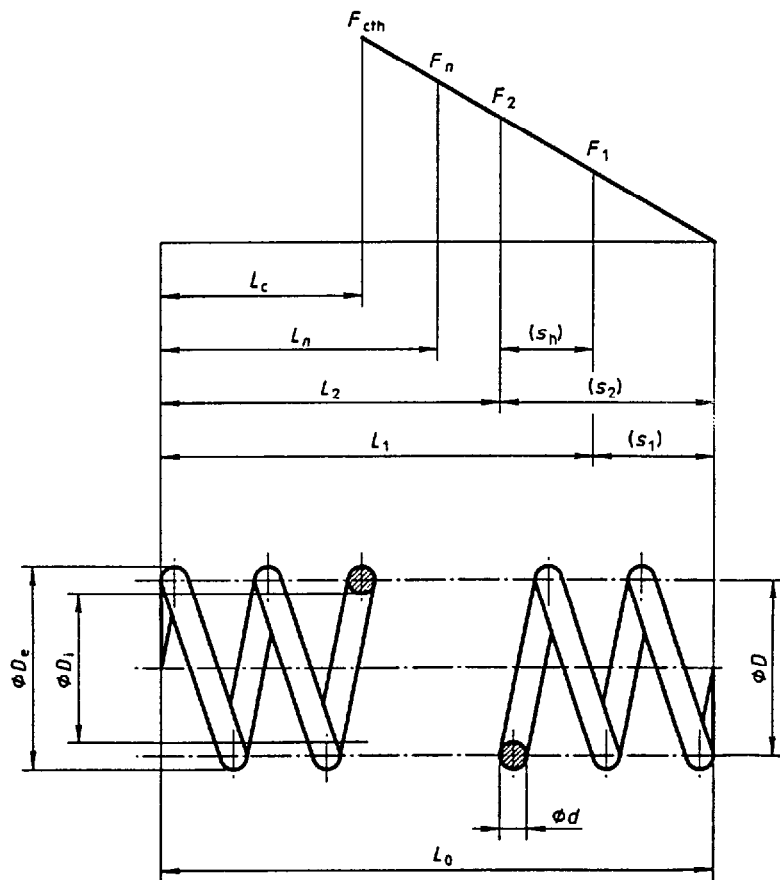 F_cth
F_n
F_2
F_1
L_c
L_n
(s_h)
L_2
(s_2)
L_1
(s_1)
ϕD_e
ϕD_i
ϕD
ϕd
L_0